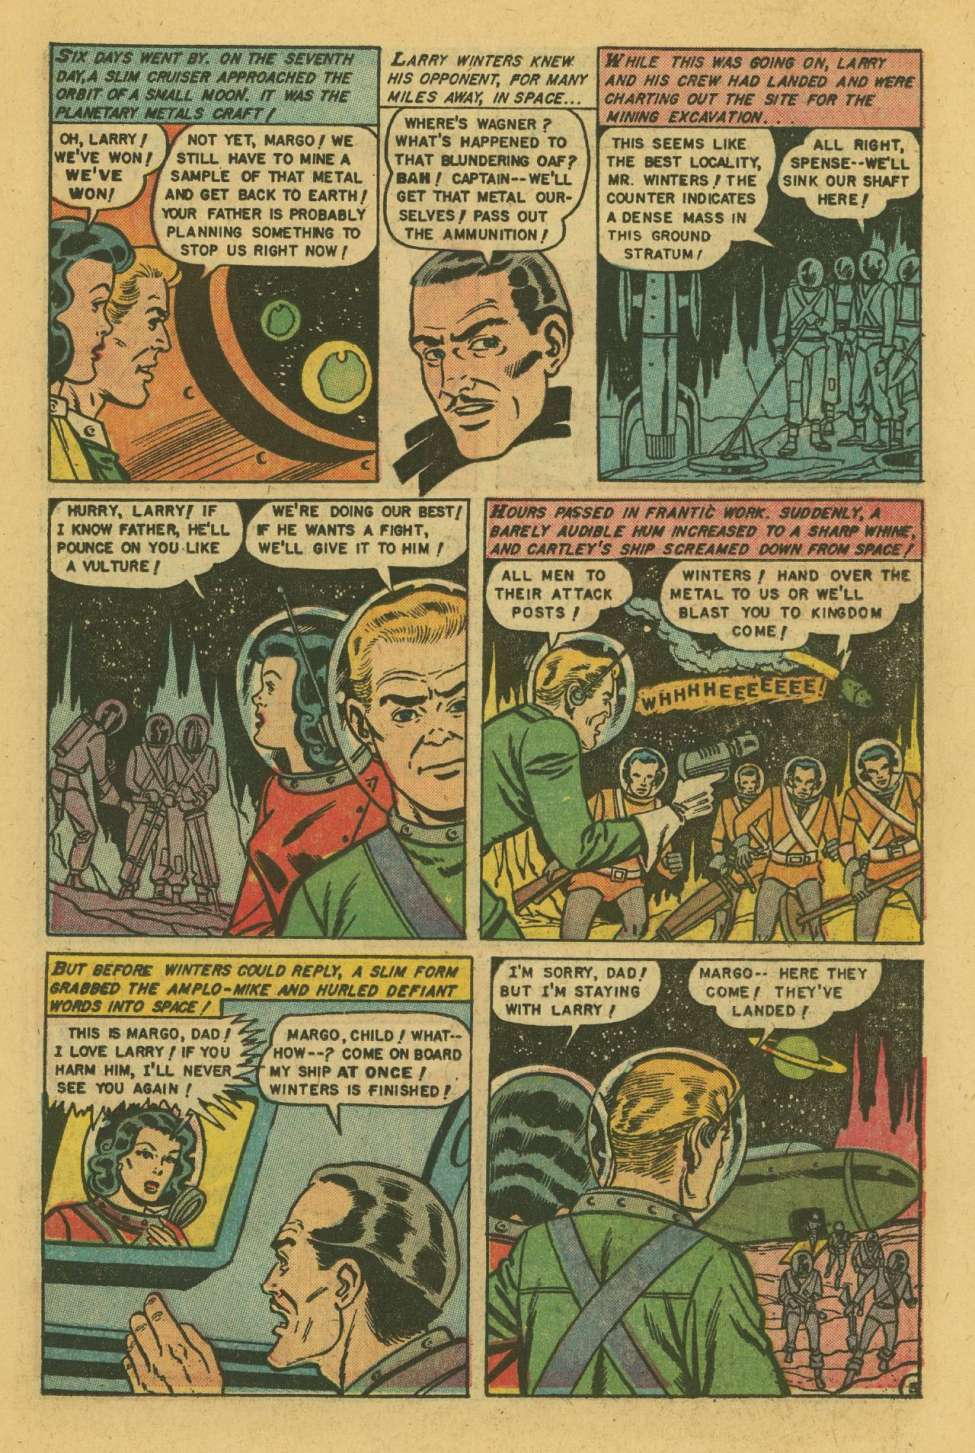 SIX DAYS WENT BY. ON THE SEVENTH
DAY, A SLIM CRUISER APPROACHED THE
ORBIT OF A SMALL MOON. IT WAS THE
PLANETARY METALS CRAFT!
OH, LARRY!
WE'VE WON!
WE'VE
WON!
NOT YET, MARGO! WE
STILL HAVE TO MINE A
SAMPLE OF THAT METAL
AND GET BACK TO EARTH!
YOUR FATHER IS PROBABLY
PLANNING SOMETHING TO
STOP US RIGHT NOW!
LARRY WINTERS KNEW
HIS OPPONENT, FOR MANY
MILES AWAY, IN SPACE...
WHERE'S WAGNER?
WHAT'S HAPPENED TO
THAT BLUNDERING OAF?
BAH! CAPTAIN--WE'LL
GET THAT METAL OUR-
SELVES! PASS OUT
THE AMMUNITION!
WHILE THIS WAS GOING ON, LARRY
AND HIS CREW HAD LANDED AND WERE
CHARTING OUT THE SITE FOR THE
MINING EXCAVATION...
THIS SEEMS LIKE
THE BEST LOCALITY,
MR. WINTERS! THE
COUNTER INDICATES
A DENSE MASS IN
THIS GROUND
STRATUM!
ALL RIGHT,
SPENSE--WE'LL
SINK OUR SHAFT
HERE!
HURRY, LARRY! IF
I KNOW FATHER, HE'LL
POUNCE ON YOU LIKE
A VULTURE!
WE'RE DOING OUR BEST!
IF HE WANTS A FIGHT,
WE'LL GIVE IT TO HIM!
HOURS PASSED IN FRANTIC WORK. SUDDENLY, A
BARELY AUDIBLE HUM INCREASED TO A SHARP WHINE,
AND CARTLEY'S SHIP SCREAMED DOWN FROM SPACE!
ALL MEN TO
THEIR ATTACK
POSTS!
WINTERS! HAND OVER THE
METAL TO US OR WE'LL
BLAST YOU TO KINGDOM
COME!
WHHHHEEEEEEE!
BUT BEFORE WINTERS COULD REPLY, A SLIM FORM
GRABBED THE AMPLO-MIKE AND HURLED DEFIANT
WORDS INTO SPACE!
THIS IS MARGO, DAD!
I LOVE LARRY! IF YOU
HARM HIM, I'LL NEVER
SEE YOU AGAIN!
MARGO, CHILD! WHAT--
HOW--? COME ON BOARD
MY SHIP AT ONCE!
WINTERS IS FINISHED!
I'M SORRY, DAD!
BUT I'M STAYING
WITH LARRY!
MARGO-- HERE THEY
COME! THEY'VE
LANDED!